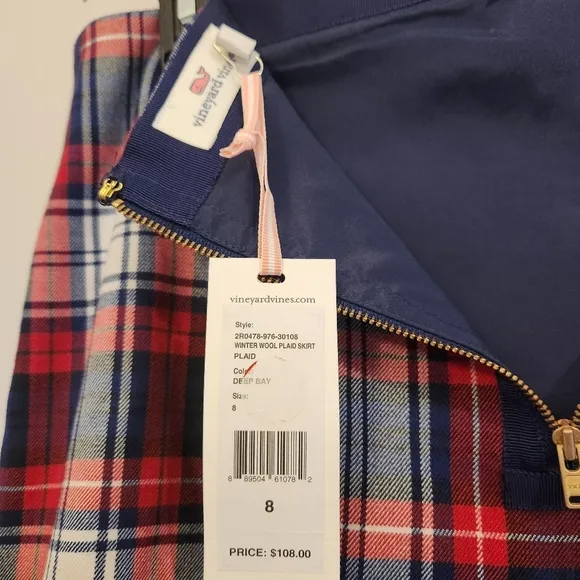 vineyard vines
vineyardvines.com
Style:
2R0478-976-30108
WINTER WOOL PLAID SKIRT
PLAID
Color
DEEP BAY
Size:
8
8 89504 61078 2
8
PRICE: $108.00